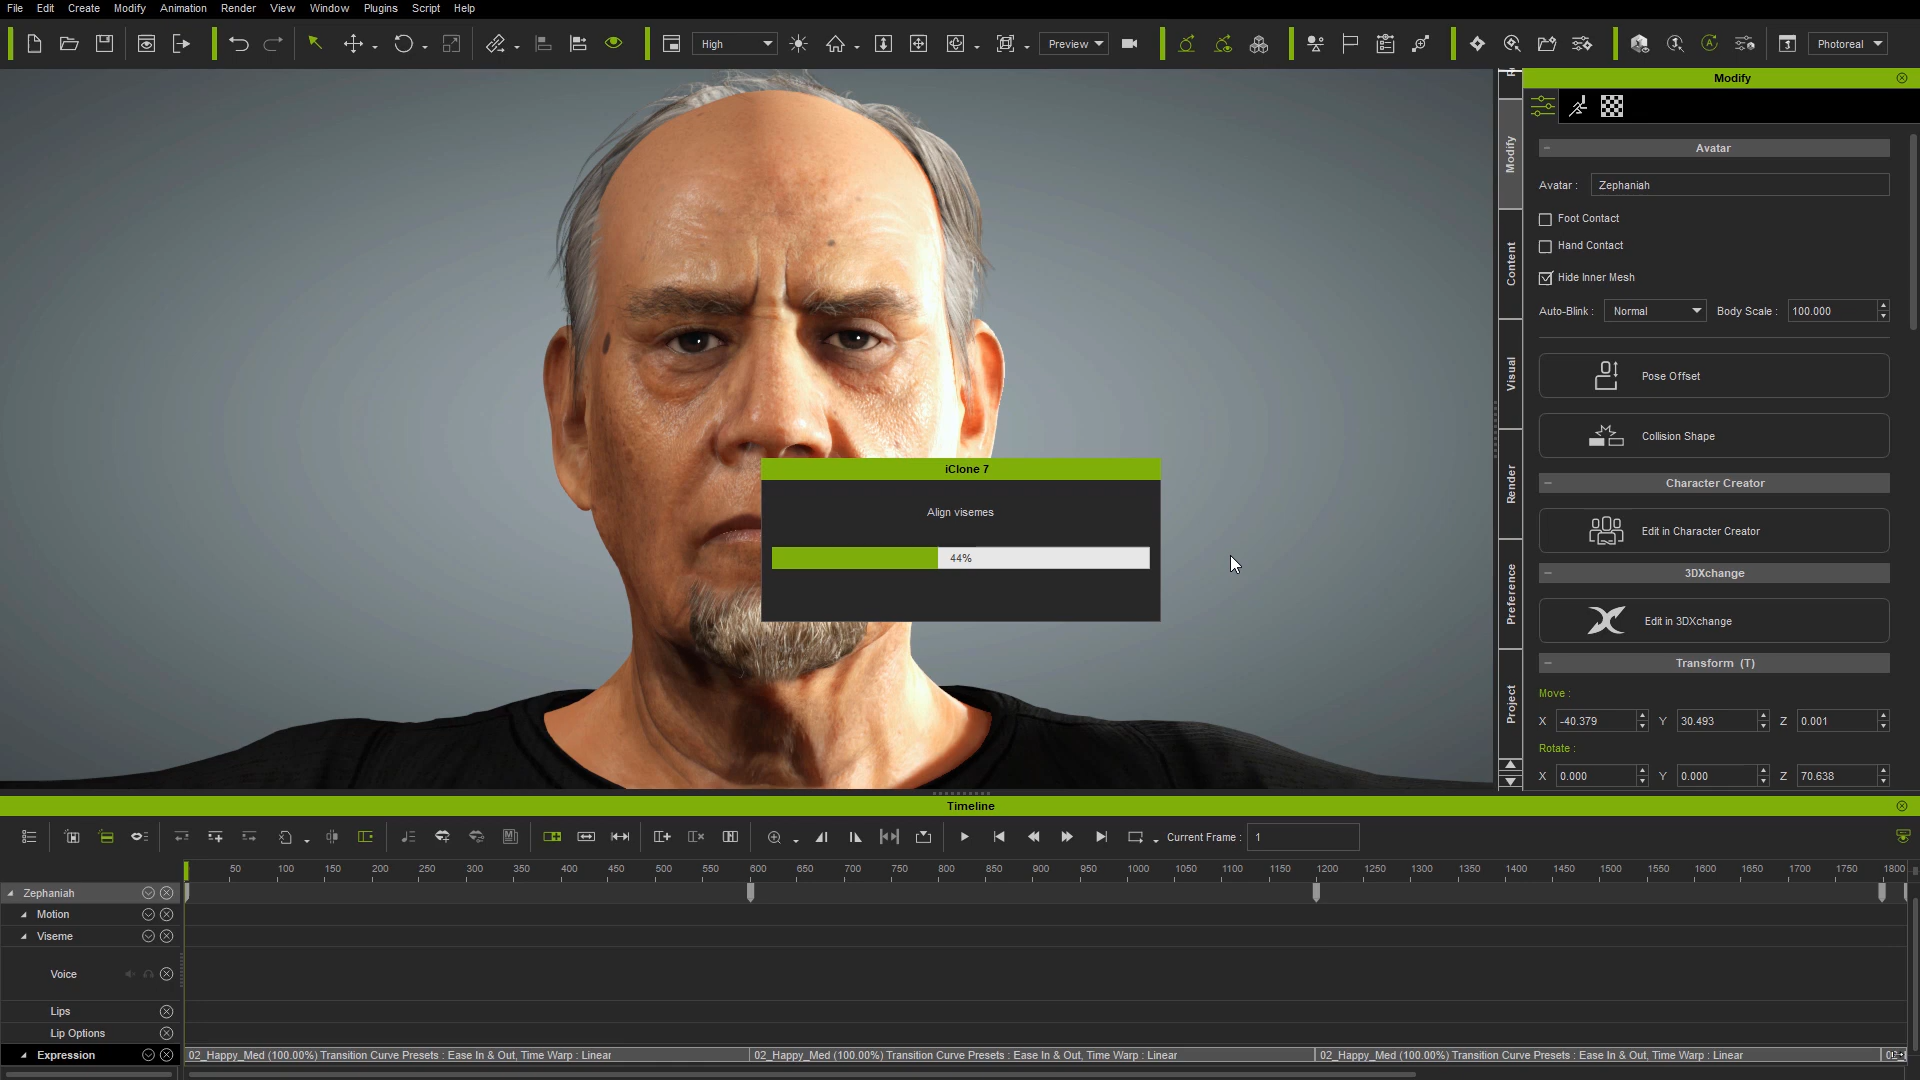 File Edit Create Modify Animation Render View Window Plugins Script Help
High Preview Photoreal
Modify
Avatar
Avatar : Zephaniah
Foot Contact
Hand Contact
Hide Inner Mesh
Auto-Blink : Normal Body Scale : 100.000
Pose Offset
Collision Shape
Character Creator
Edit in Character Creator
3DXchange
Edit in 3DXchange
Transform (T)
Move :
X -40.379 Y 30.493 Z 0.001
Rotate :
X 0.000 Y 0.000 Z 70.638
Modify
Content
Visual
Render
Preference
Project
iClone 7
Align visemes
44%
Timeline
Current Frame : 1
50 100 150 200 250 300 350 400 450 500 550 600 650 700 750 800 850 900 950 1000 1050 1100 1150 1200 1250 1300 1350 1400 1450 1500 1550 1600 1650 1700 1750 1800
Zephaniah
Motion
Viseme
Voice
Lips
Lip Options
Expression 02_Happy_Med (100.00%) Transition Curve Presets : Ease In & Out, Time Warp : Linear 02_Happy_Med (100.00%) Transition Curve Presets : Ease In & Out, Time Warp : Linear 02_Happy_Med (100.00%) Transition Curve Presets : Ease In & Out, Time Warp : Linear